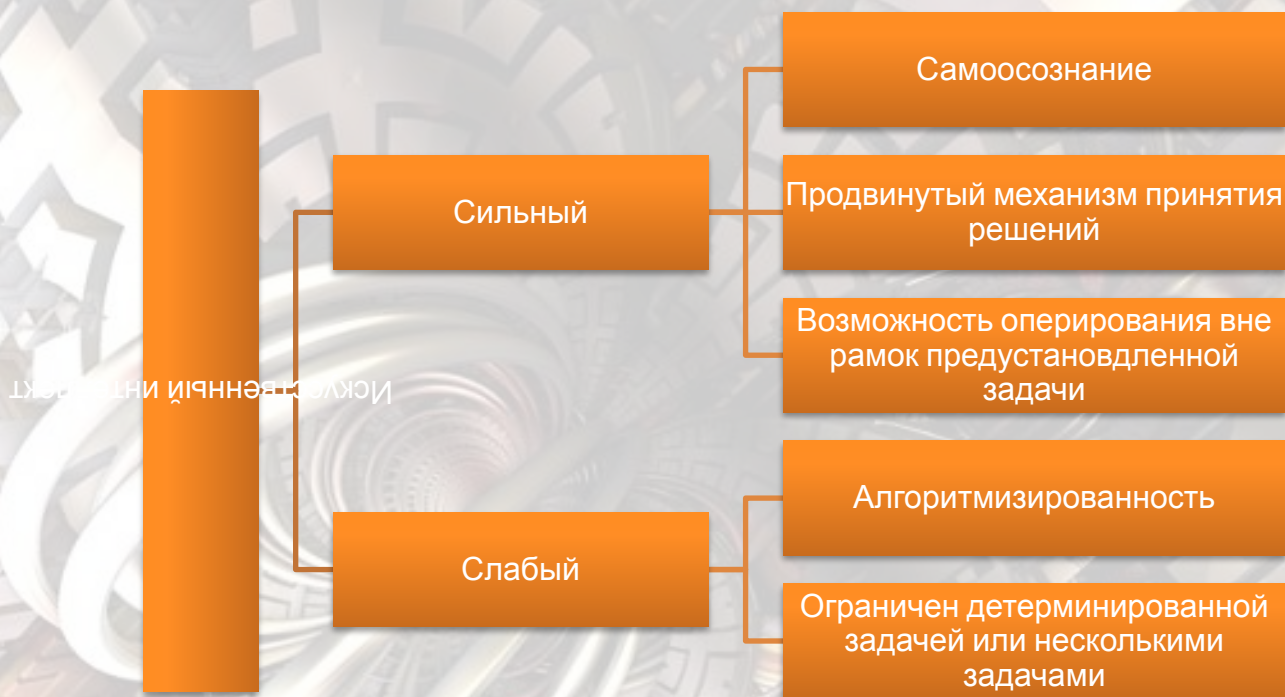 Самоосознание
Сильный
Продвинутый механизм принятия
решений
Возможность оперирования вне
рамок предустановдленной
задачи
Слабый
Алгоритмизированность
Ограничен детерминированной
задачей или несколькими
задачами